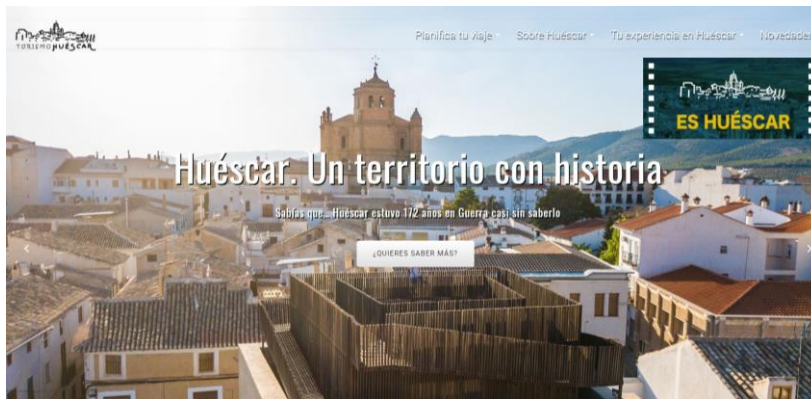 TURISMO HUÉSCAR
Planifica tu viaje
Sobre Huéscar
Tu experiencia en Huéscar
Novedades
ES HUÉSCAR
Huéscar. Un territorio con historia
Sabías que... Huéscar estuvo 172 años en Guerra casi sin saberlo
¿QUIERES SABER MÁS?